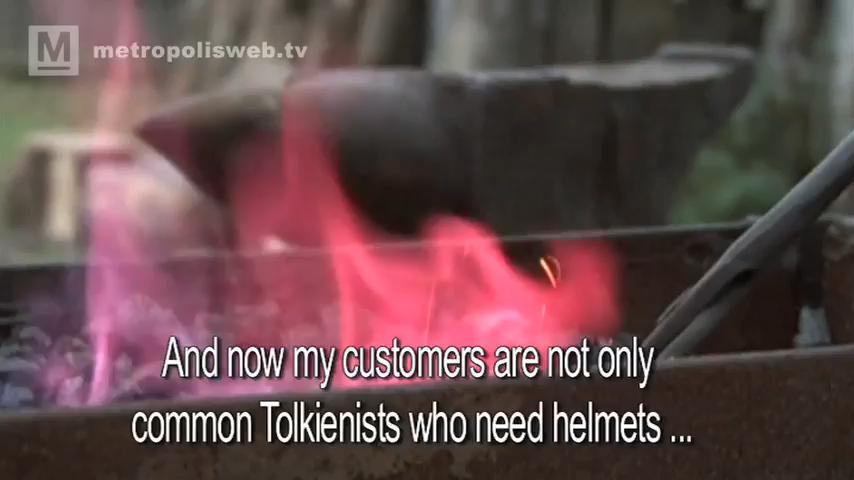 M metropolisweb.tv
And now my customers are not only
common Tolkienists who need helmets ...